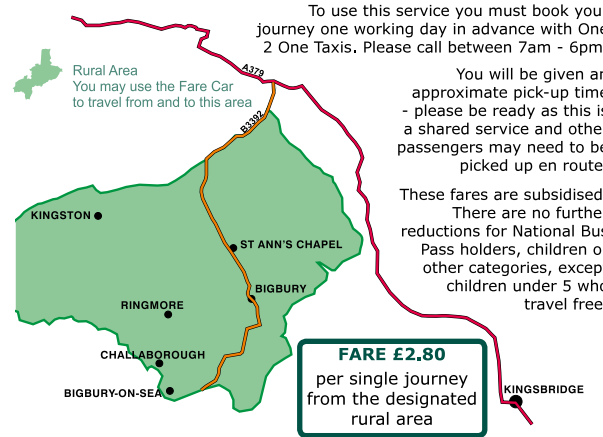 To use this service you must book you
journey one working day in advance with One
2 One Taxis. Please call between 7am - 6pm
Rural Area
You may use the Fare Car
to travel from and to this area
A379
B3392
You will be given an
approximate pick-up time
- please be ready as this is
a shared service and othe
passengers may need to be
picked up en route
These fares are subsidised
There are no furthe
reductions for National Bus
Pass holders, children o
other categories, excep
children under 5 who
travel free
KINGSTON
ST ANN'S CHAPEL
BIGBURY
RINGMORE
CHALLABOROUGH
BIGBURY-ON-SEA
FARE £2.80
per single journey
from the designated
rural area
KINGSBRIDGE